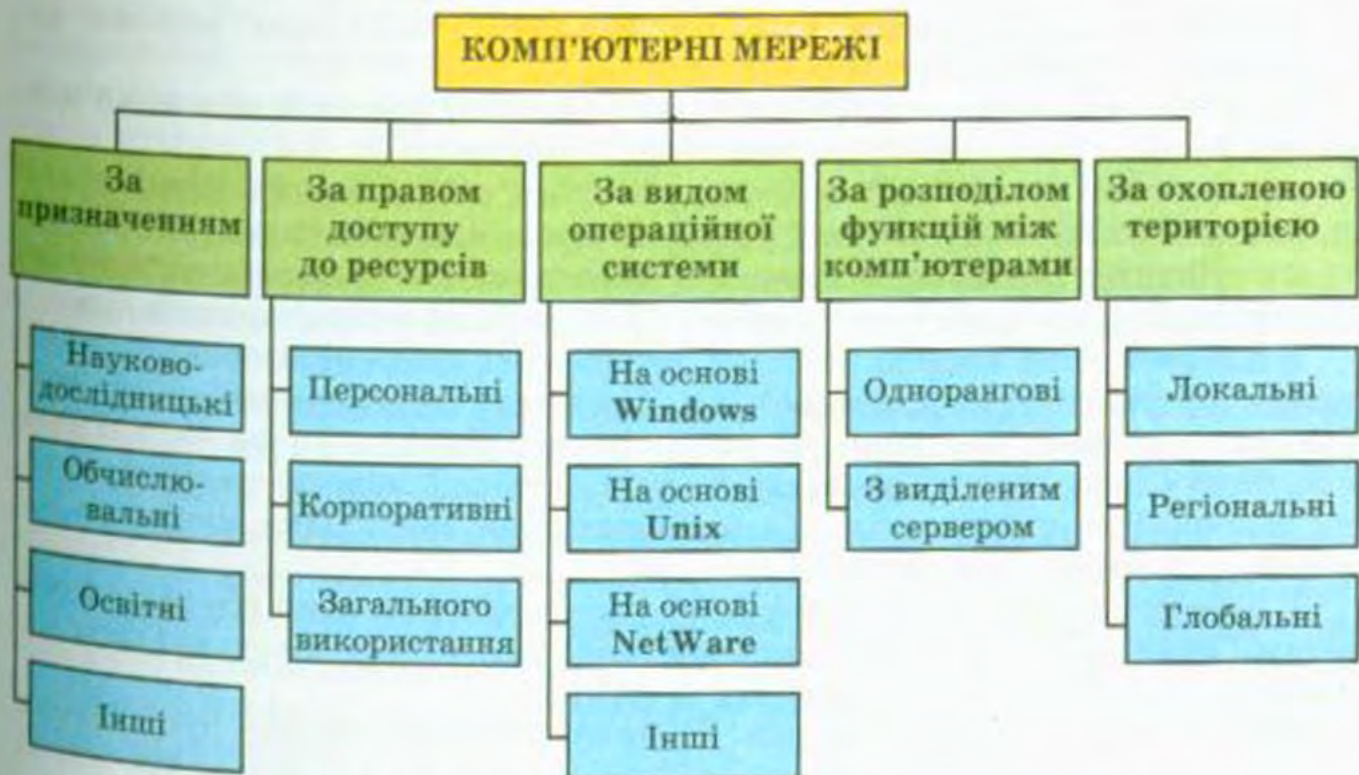 КОМП'ЮТЕРНІ МЕРЕЖІ
За
призначенням
Науково-
дослідницькі
Обчислю-
вальні
Освітні
Інші
За правом
доступу
до ресурсів
Персональні
Корпоративні
Загального
використання
За видом
операційної
системи
На основі
Windows
На основі
Unix
На основі
NetWare
Інші
За розподілом
функцій між
комп'ютерами
Однорангові
З виділеним
сервером
За охопленою
територією
Локальні
Регіональні
Глобальні